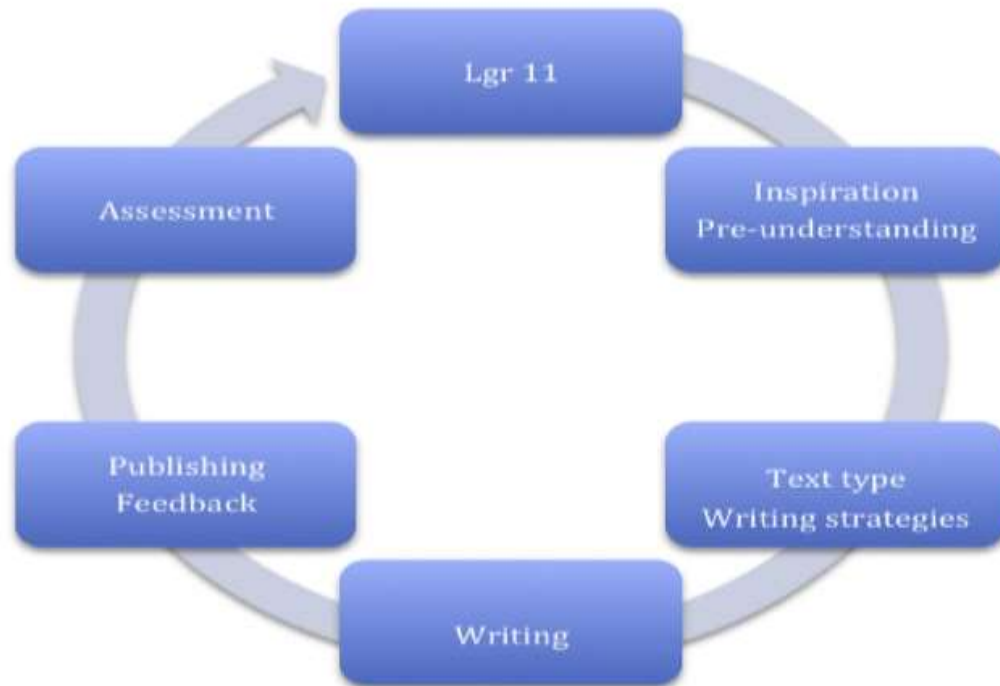 Lgr 11
Inspiration
Pre-understanding
Text type
Writing strategies
Writing
Publishing
Feedback
Assessment